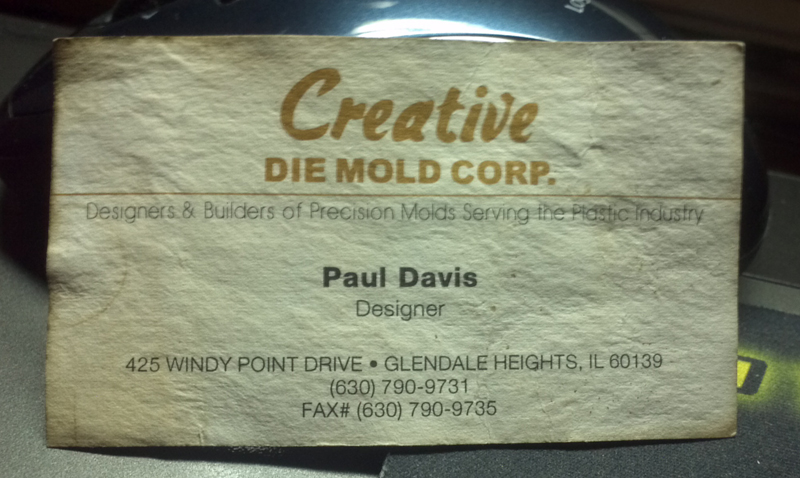 Creative
DIE MOLD CORP.
Designers & Builders of Precision Molds Serving the Plastic Industry
Paul Davis
Designer
425 WINDY POINT DRIVE • GLENDALE HEIGHTS, IL 60139
(630) 790-9731
FAX# (630) 790-9735